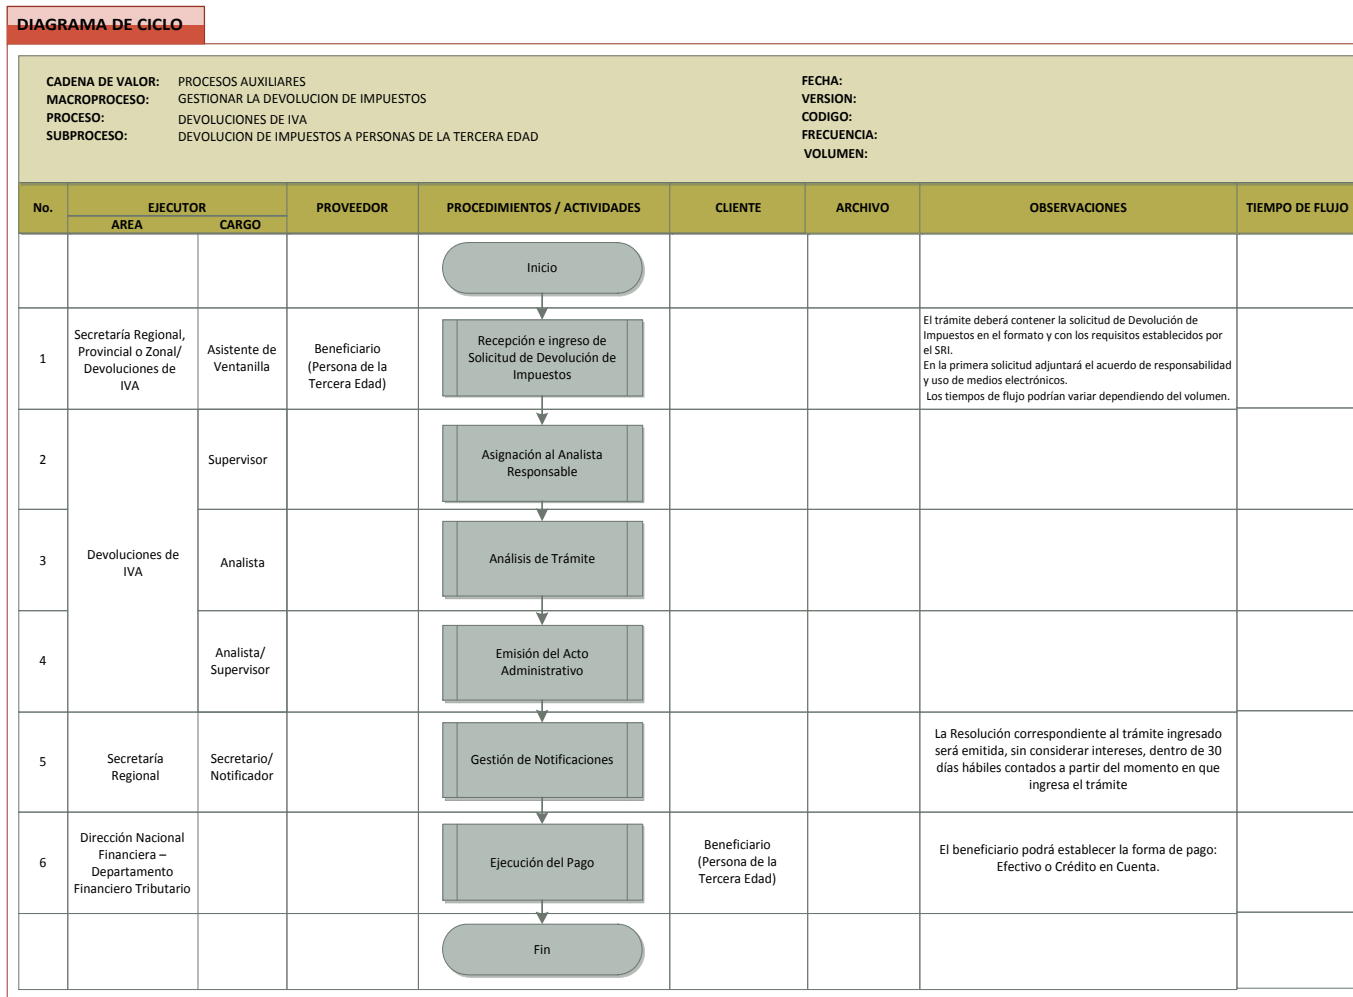 DIAGRAMA DE CICLO
CADENA DE VALOR: PROCESOS AUXILIARES
MACROPROCESO: GESTIONAR LA DEVOLUCION DE IMPUESTOS
PROCESO: DEVOLUCIONES DE IVA
SUBPROCESO: DEVOLUCION DE IMPUESTOS A PERSONAS DE LA TERCERA EDAD
FECHA:
VERSION:
CODIGO:
FRECUENCIA:
VOLUMEN:
No.
EJECUTOR
AREA
CARGO
PROVEEDOR
PROCEDIMIENTOS / ACTIVIDADES
CLIENTE
ARCHIVO
OBSERVACIONES
TIEMPO DE FLUJO
Inicio
1
Secretaría Regional,
Provincial o Zonal/
Devoluciones de
IVA
Asistente de
Ventanilla
Beneficiario
(Persona de la
Tercera Edad)
Recepción e ingreso de
Solicitud de Devolución de
Impuestos
El trámite deberá contener la solicitud de Devolución de
Impuestos en el formato y con los requisitos establecidos por
el SRI.
En la primera solicitud adjuntará el acuerdo de responsabilidad
y uso de medios electrónicos.
Los tiempos de flujo podrían variar dependiendo del volumen.
2
Supervisor
Asignación al Analista
Responsable
3
Devoluciones de
IVA
Analista
Análisis de Trámite
4
Analista/
Supervisor
Emisión del Acto
Administrativo
5
Secretaría
Regional
Secretario/
Notificador
Gestión de Notificaciones
La Resolución correspondiente al trámite ingresado
será emitida, sin considerar intereses, dentro de 30
días hábiles contados a partir del momento en que
ingresa el trámite
6
Dirección Nacional
Financiera –
Departamento
Financiero Tributario
Ejecución del Pago
Beneficiario
(Persona de la
Tercera Edad)
El beneficiario podrá establecer la forma de pago:
Efectivo o Crédito en Cuenta.
Fin